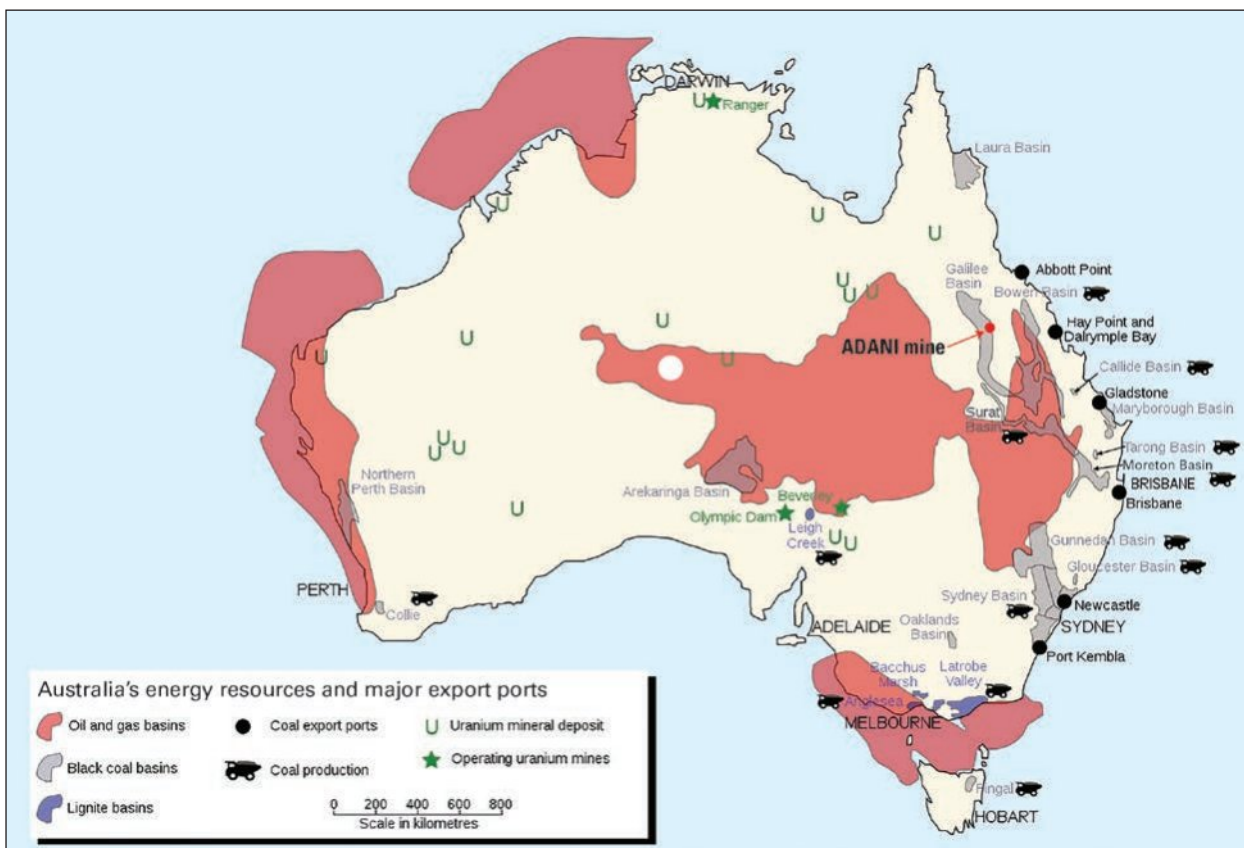 DARWIN
U
Ranger
Laura Basin
U
U
U
Galilee
Basin
Abbott Point
U
U
U
Bowen Basin
U
ADANI mine
Hay Point and
Dalrymple Bay
U
U
U
Callide Basin
Gladstone
Maryborough Basin
Surat
Basin
U
U
U
Tarong Basin
Moreton Basin
BRISBANE
Brisbane
Northern
Perth Basin
Arekaringa Basin
Beverley
Olympic Dam
U
Leigh
Creek
U
U
Gunnedah Basin
Gloucester Basin
PERTH
Collie
Sydney Basin
Newcastle
SYDNEY
ADELAIDE
Oaklands
Basin
Port Kembla
Bacchus
Marsh
Latrobe
Valley
Anglesea
MELBOURNE
Fingal
HOBART
Australia's energy resources and major export ports
Oil and gas basins
Coal export ports
U Uranium mineral deposit
Black coal basins
Coal production
Operating uranium mines
Lignite basins
0 200 400 600 800
Scale in kilometres